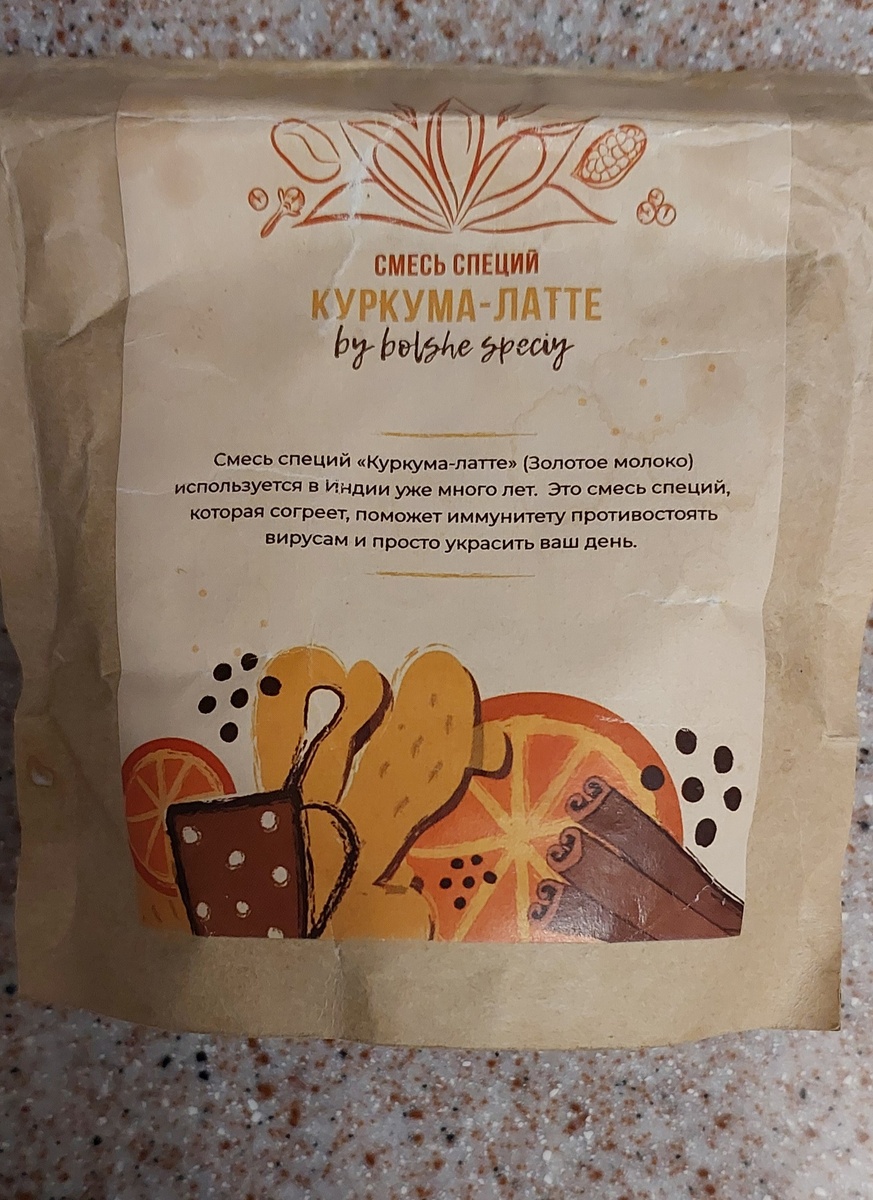 СМЕСЬ СПЕЦИЙ
КУРКУМА-ЛАТТЕ
by bolshe speciy
Смесь специй «Куркума-латте» (Золотое молоко)
используется в Индии уже много лет. Это смесь специй,
которая согреет, поможет иммунитету противостоять
вирусам и просто украсить ваш день.